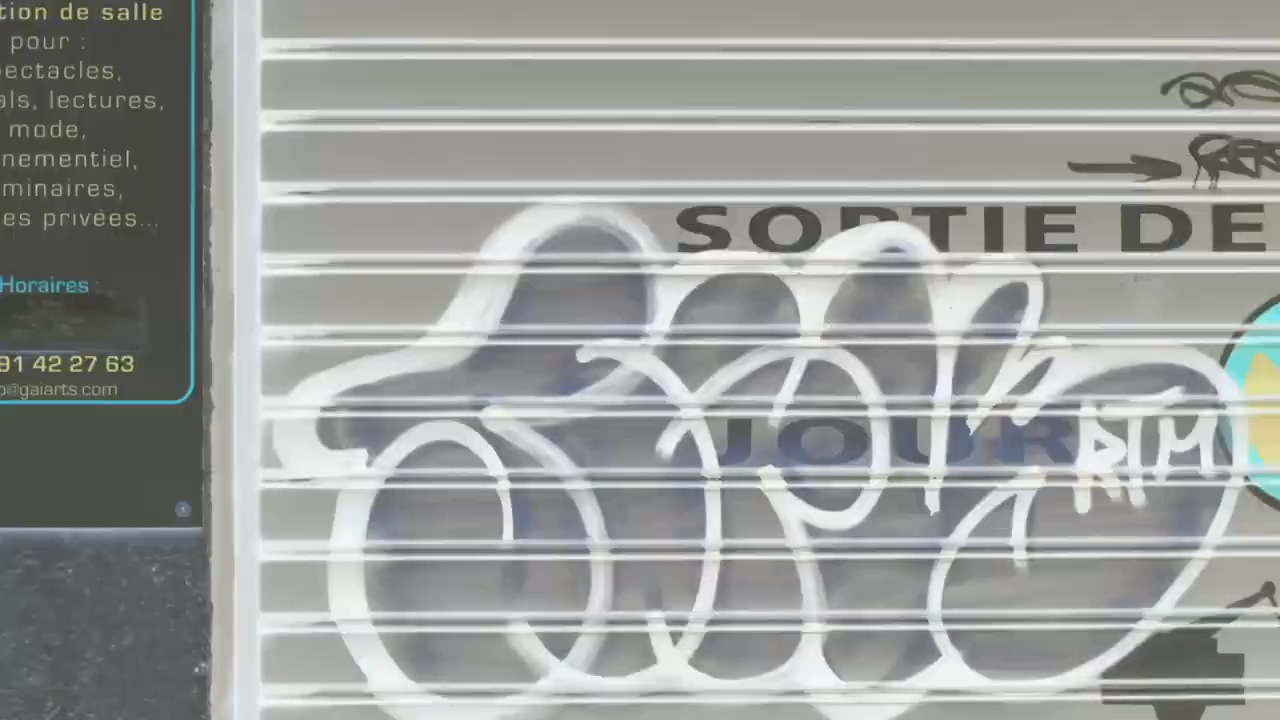 tion de salle
pour :
pectacles,
als, lectures,
mode,
nementiel,
minaires,
es privées...
Horaires
91 42 27 63
o@gaiarts.com
SORTIE DE
JOUR
RTM